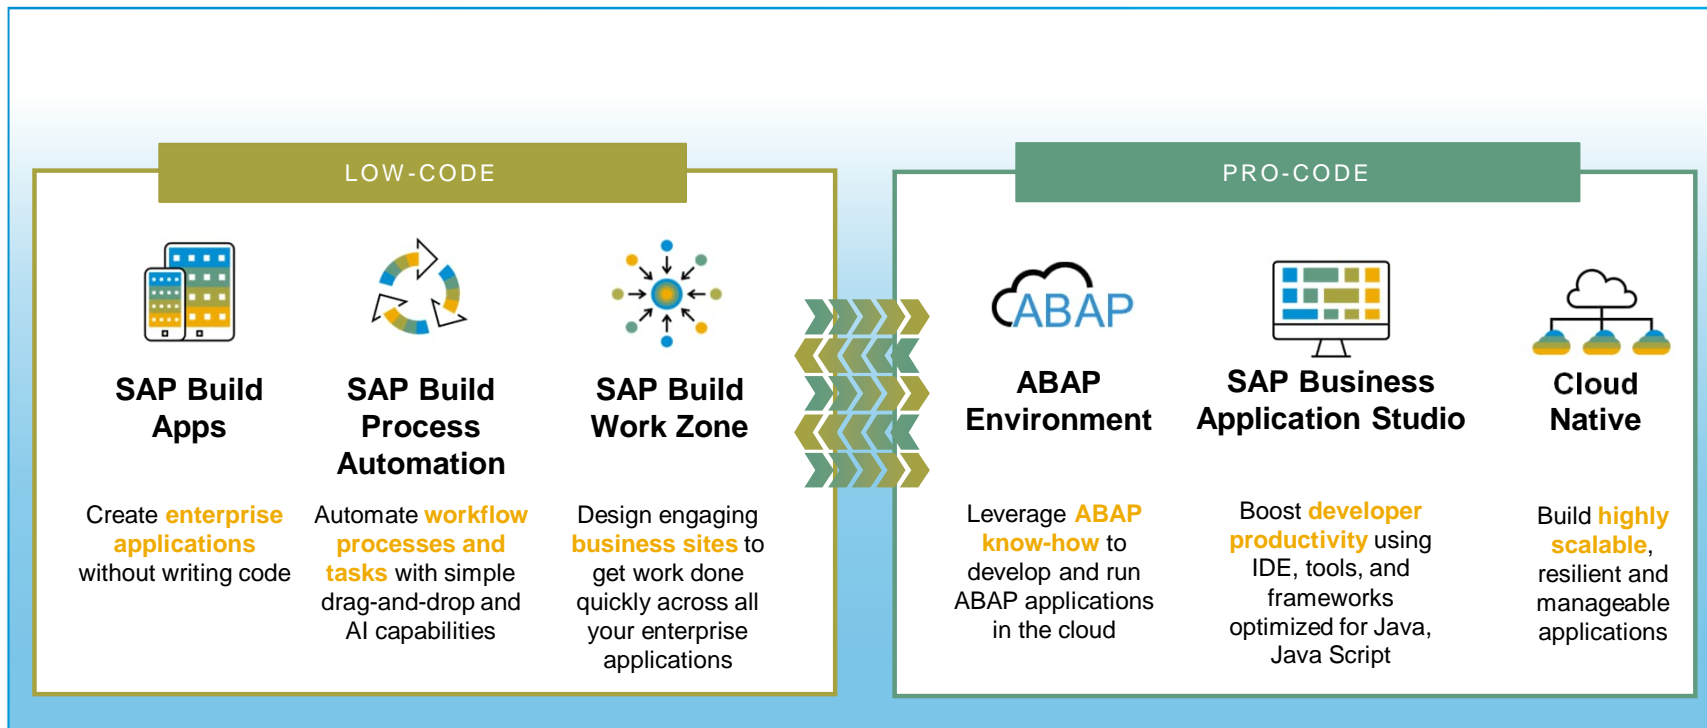 LOW-CODE
SAP Build
Apps
Create enterprise
applications
without writing code
SAP Build
Process
Automation
Automate workflow
processes and
tasks with simple
drag-and-drop and
AI capabilities
SAP Build
Work Zone
Design engaging
business sites to
get work done
quickly across all
your enterprise
applications
PRO-CODE
ABAP
ABAP
Environment
Leverage ABAP
know-how to
develop and run
ABAP applications
in the cloud
SAP Business
Application Studio
Boost developer
productivity using
IDE, tools, and
frameworks
optimized for Java,
Java Script
Cloud
Native
Build highly
scalable,
resilient and
manageable
applications